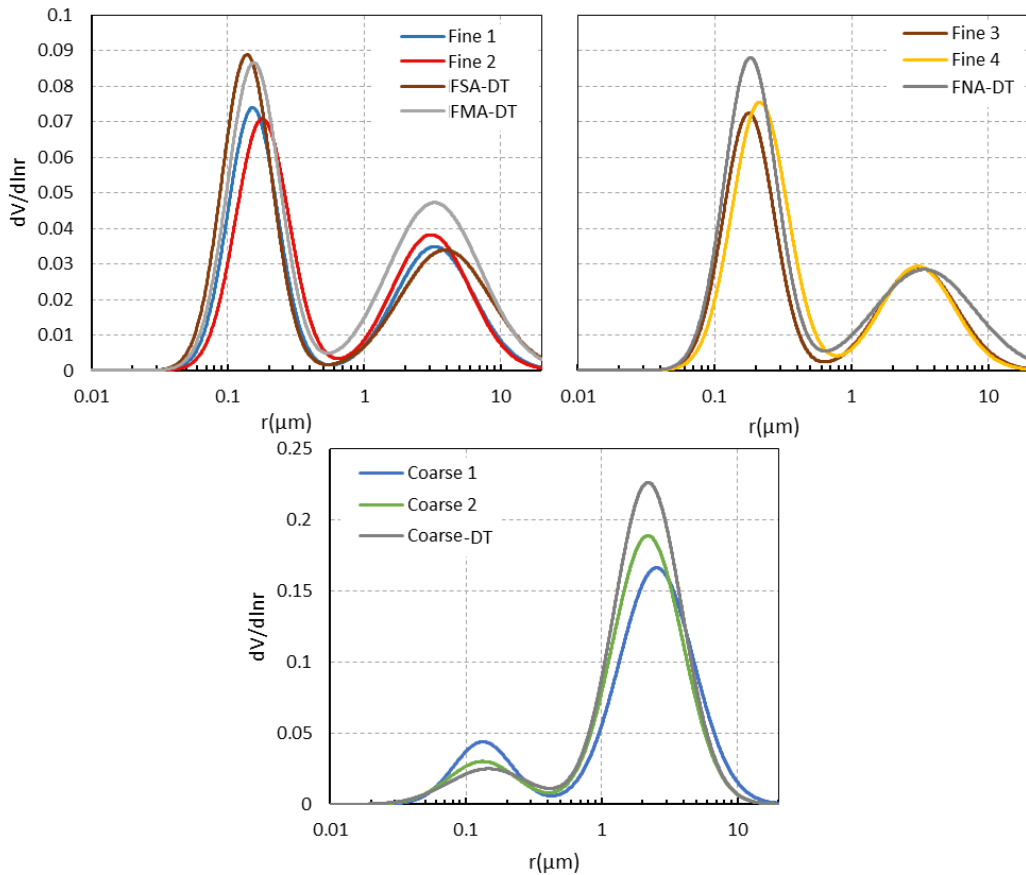 0.1
0.09
0.08
0.07
0.06
0.05
0.04
0.03
0.02
0.01
0
dV/dlnr
0.01 0.1 1 10
r(µm)
Fine 1
Fine 2
FSA-DT
FMA-DT
Fine 3
Fine 4
FNA-DT
0.01 0.1 1 10
r(µm)
0.25
0.2
0.15
0.1
0.05
0
dV/dlnr
Coarse 1
Coarse 2
Coarse-DT
0.01 0.1 1 10
r(µm)